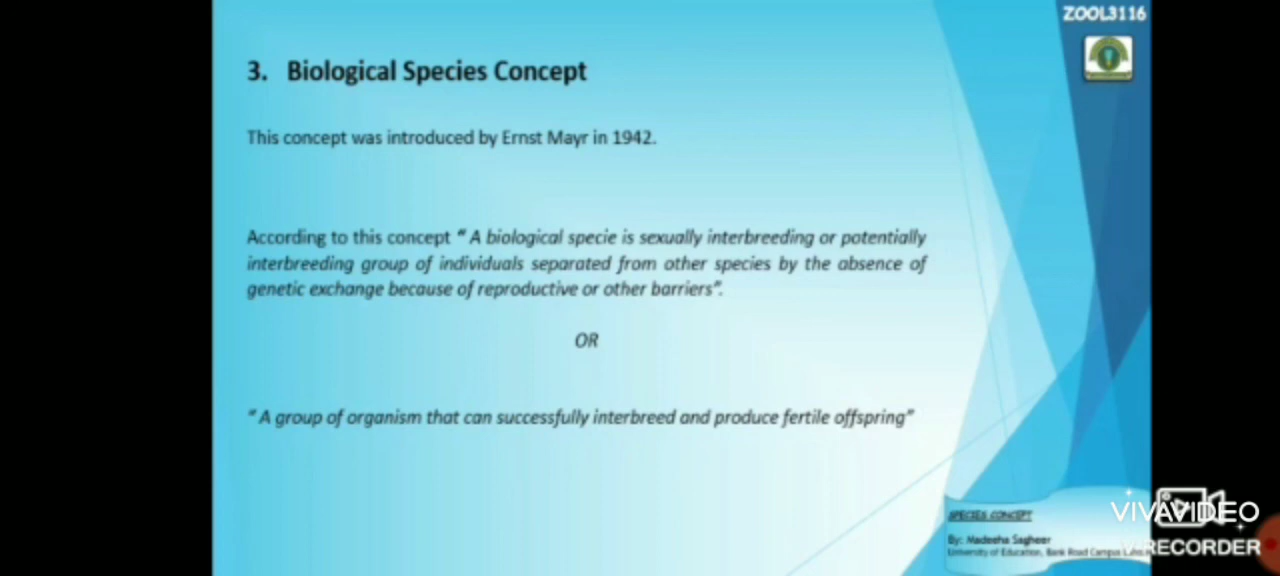 ZOOL3116
3. Biological Species Concept
This concept was introduced by Ernst Mayr in 1942.
According to this concept “ A biological specie is sexually interbreeding or potentially
interbreeding group of individuals separated from other species by the absence of
genetic exchange because of reproductive or other barriers”.
OR
“ A group of organism that can successfully interbreed and produce fertile offspring”
SPECIES CONCEPT
By: Madeeha Sagheer
University of Education, Bank Road Campus
VIVAVIDEO
RECORDER